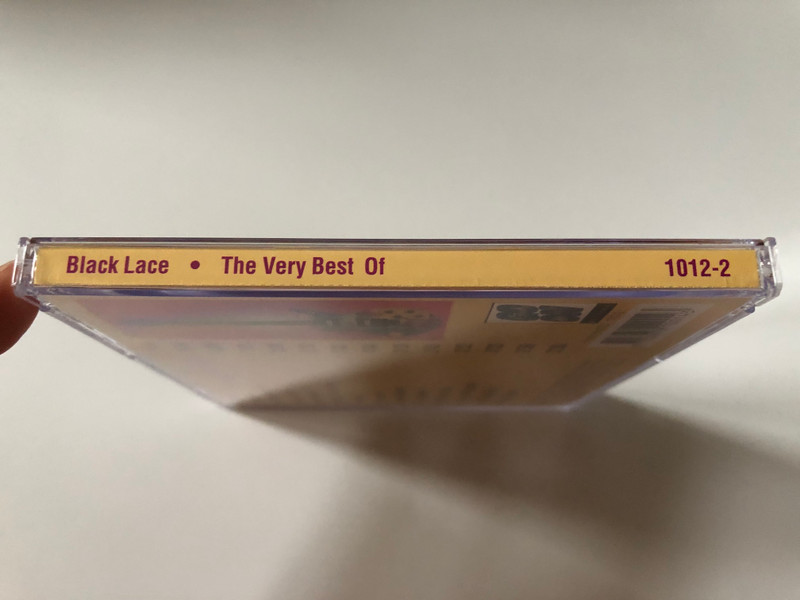 Black Lace • The Very Best Of 1012-2